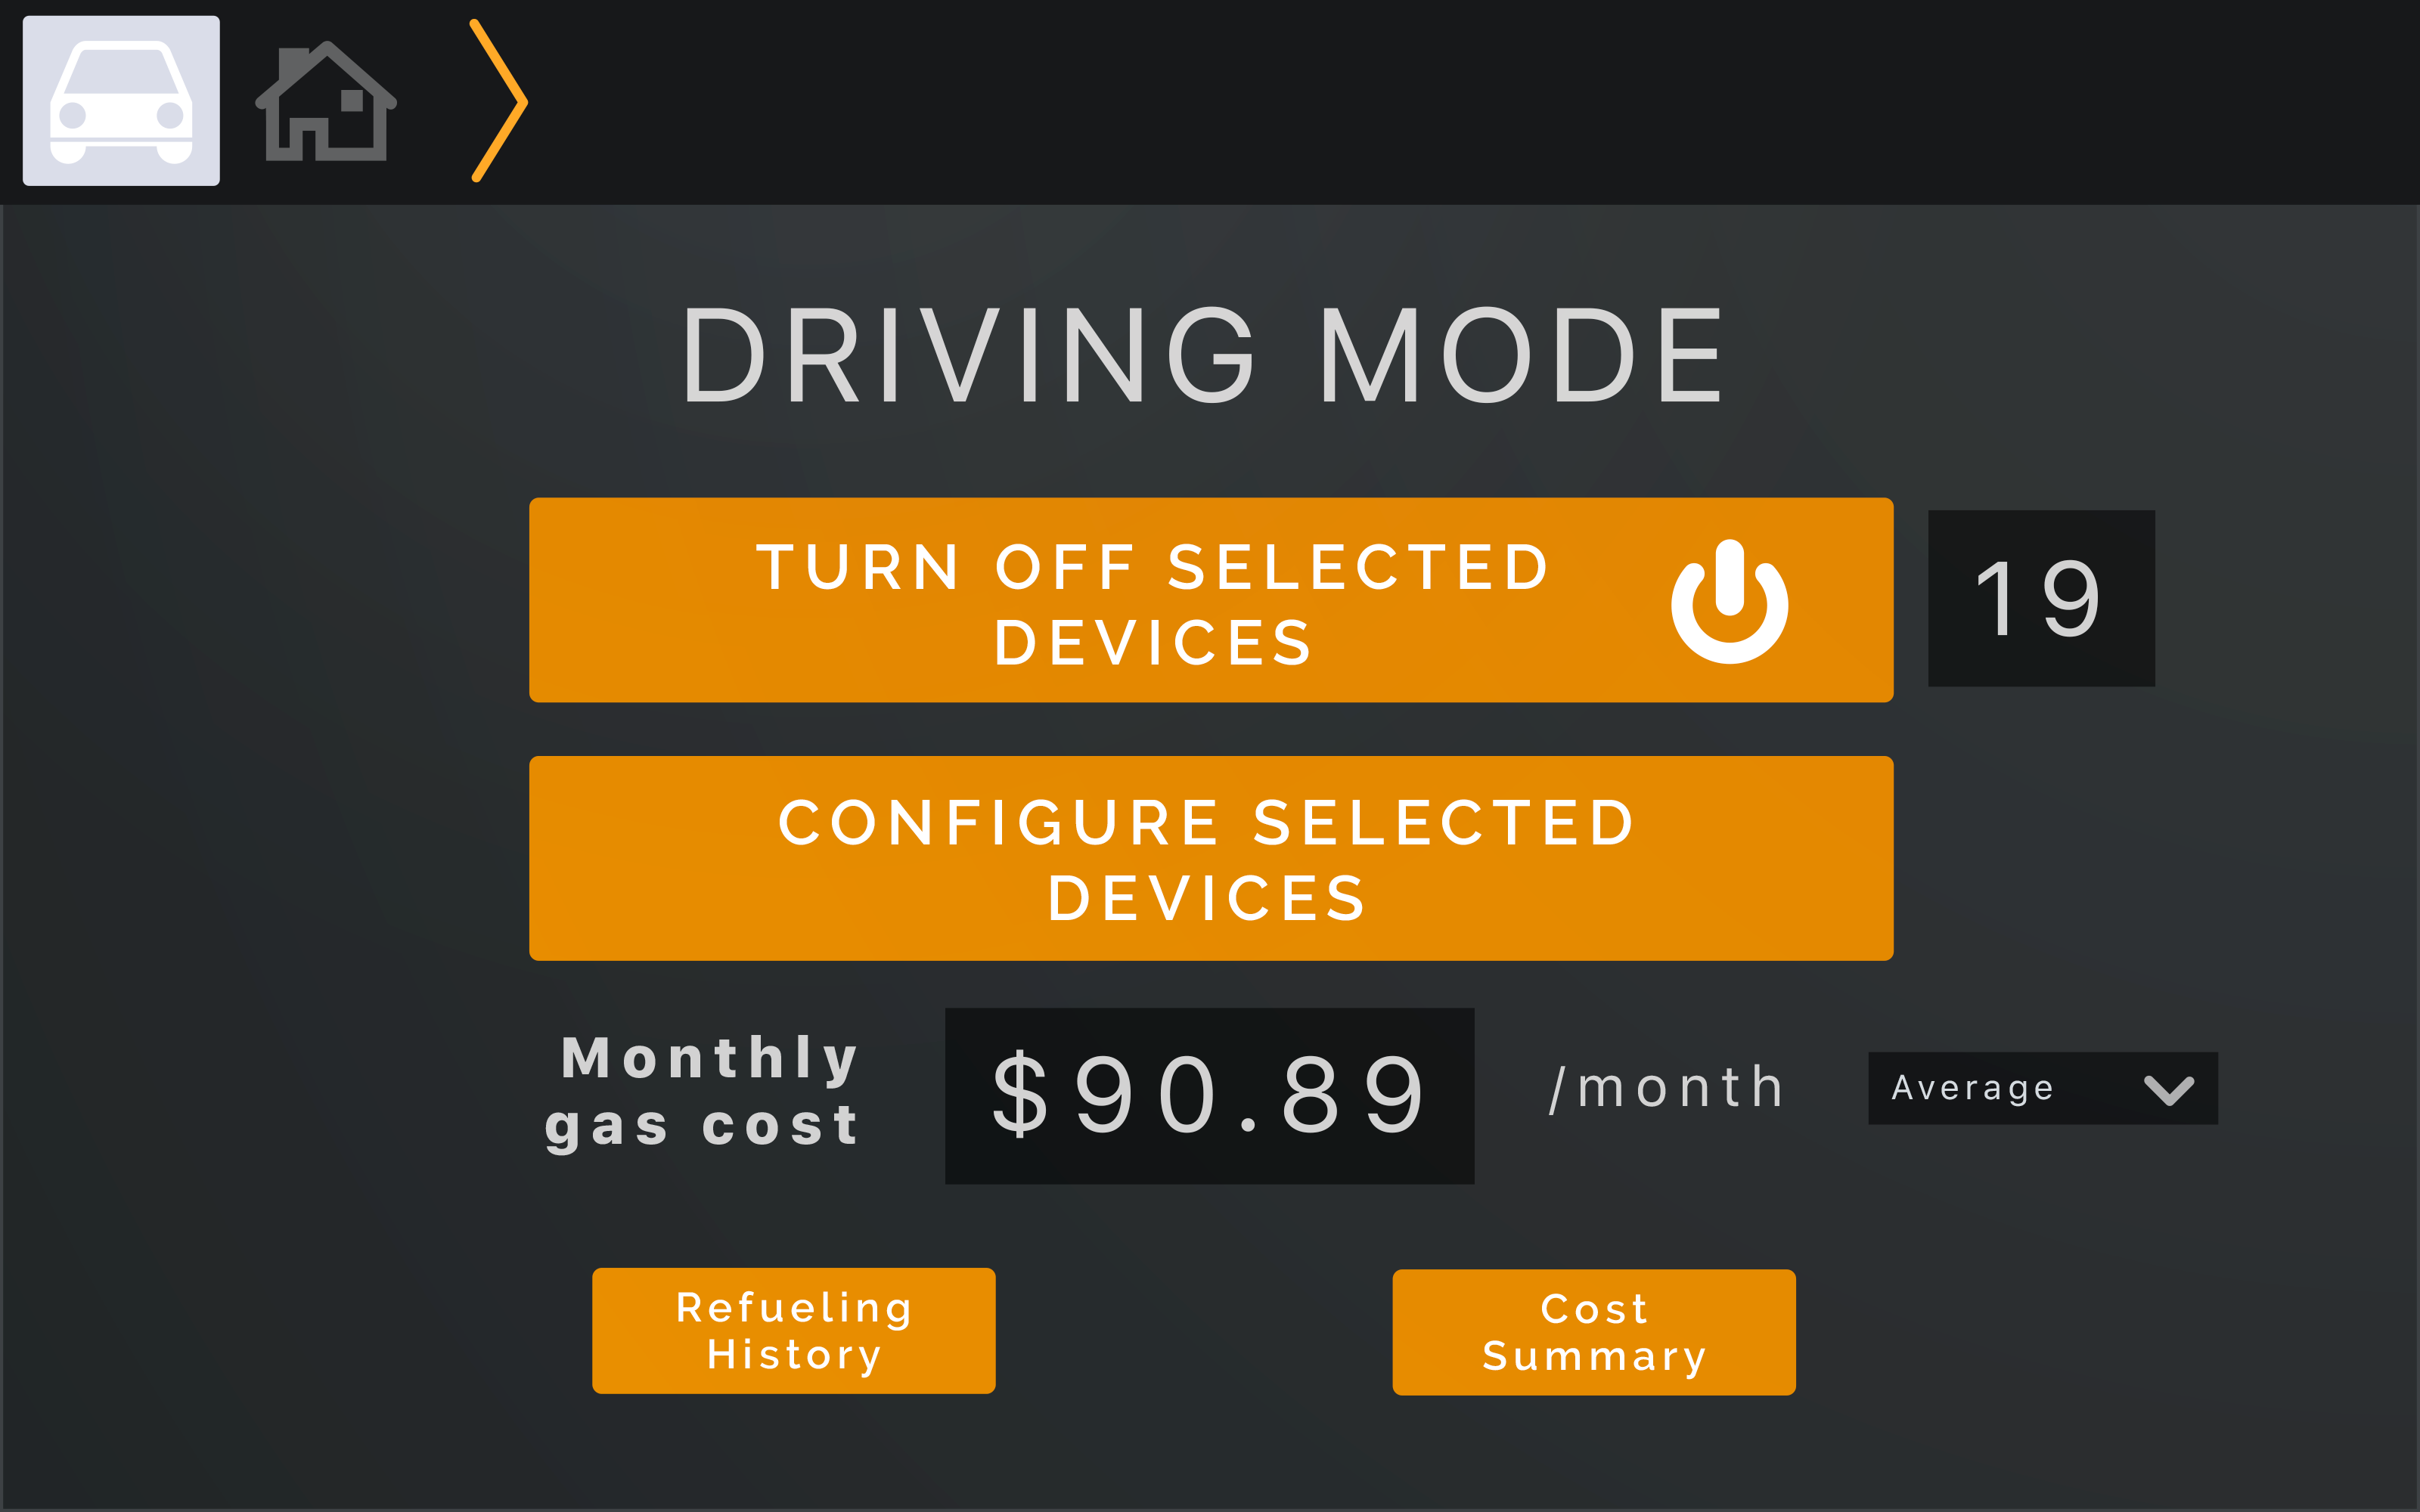 DRIVING MODE
TURN OFF SELECTED
DEVICES
19
CONFIGURE SELECTED
DEVICES
Monthly
gas cost
$90.89
/month
Average
Refueling
History
Cost
Summary